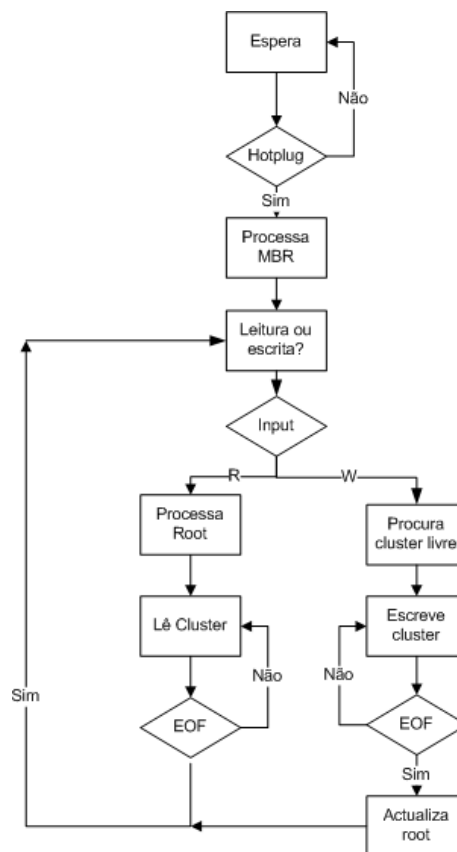 Espera
Não
Hotplug
Sim
Processa
MBR
Leitura ou
escrita?
Input
R
W
Processa
Root
Procura
cluster livre
Lê Cluster
Escreve
cluster
Não
Não
Sim
EOF
EOF
Sim
Actualiza
root